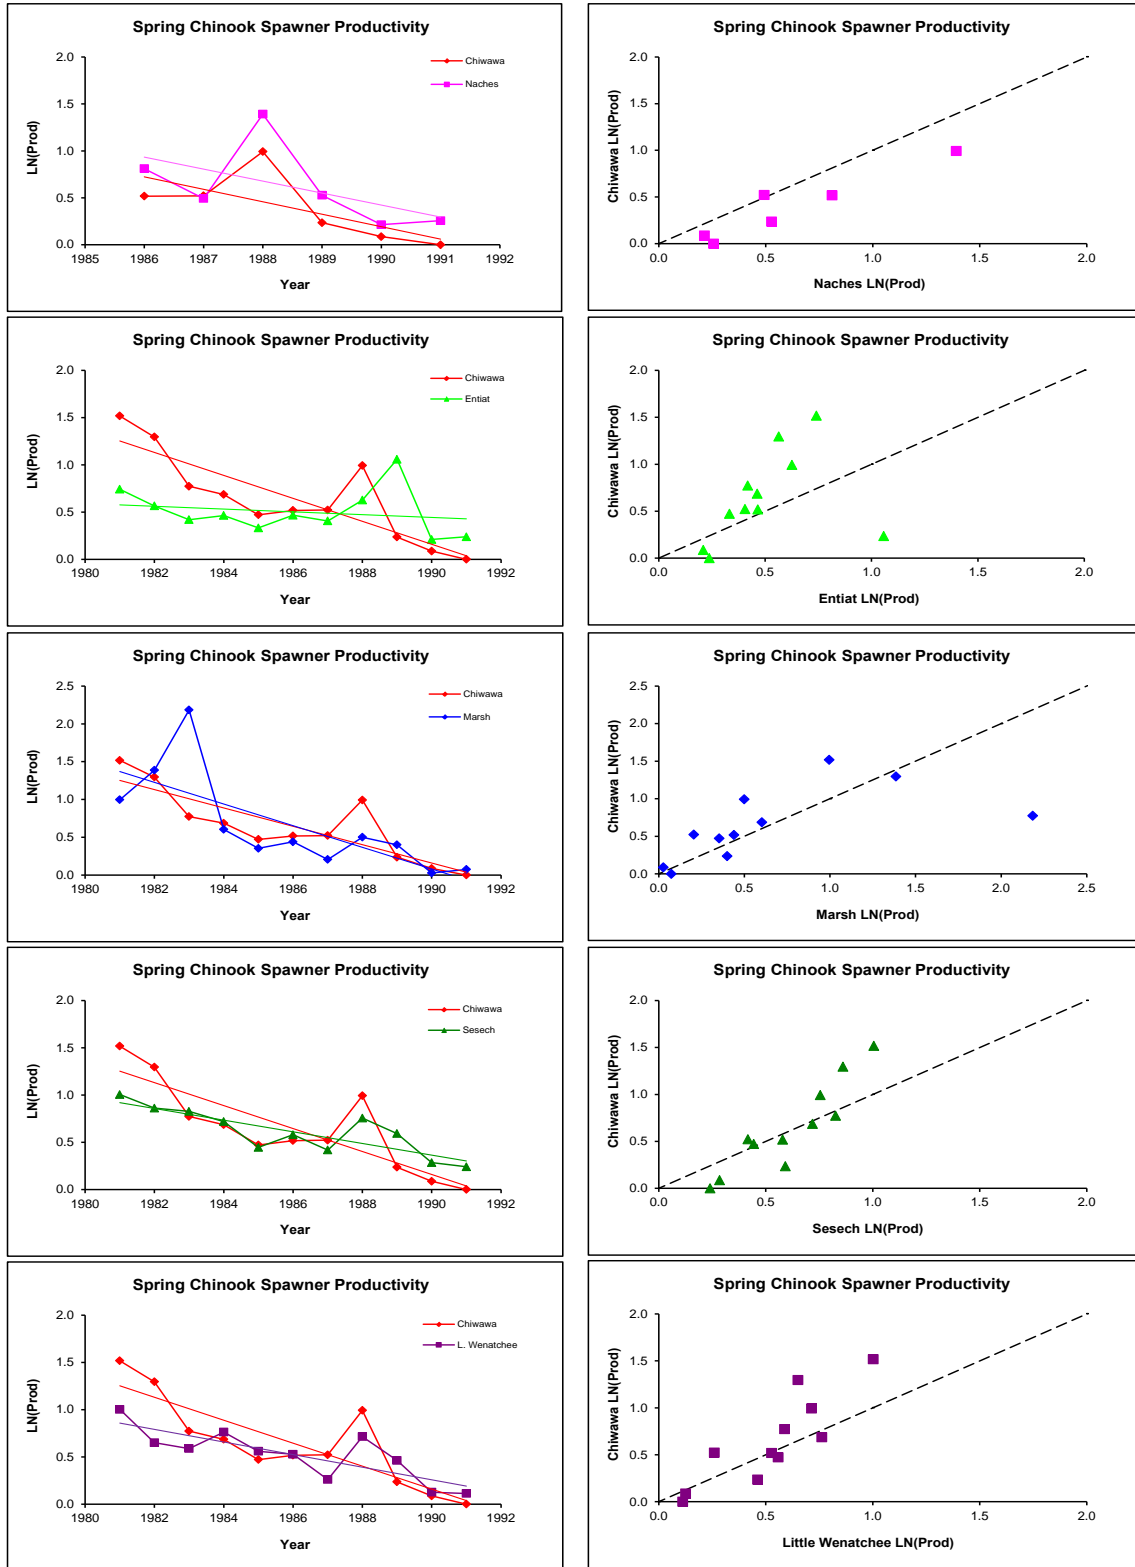 Spring Chinook Spawner Productivity
2.0
1.5
1.0
0.5
0.0
LN(Prod)
1985 1986 1987 1988 1989 1990 1991 1992
Year
Chiwawa
Naches
Spring Chinook Spawner Productivity
2.0
1.5
1.0
0.5
0.0
Chiwawa LN(Prod)
0.0 0.5 1.0 1.5 2.0
Naches LN(Prod)
Spring Chinook Spawner Productivity
2.0
1.5
1.0
0.5
0.0
LN(Prod)
1980 1982 1984 1986 1988 1990 1992
Year
Chiwawa
Entiat
Spring Chinook Spawner Productivity
2.0
1.5
1.0
0.5
0.0
Chiwawa LN(Prod)
0.0 0.5 1.0 1.5 2.0
Entiat LN(Prod)
Spring Chinook Spawner Productivity
2.5
2.0
1.5
1.0
0.5
0.0
LN(Prod)
1980 1982 1984 1986 1988 1990 1992
Year
Chiwawa
Marsh
Spring Chinook Spawner Productivity
2.5
2.0
1.5
1.0
0.5
0.0
Chiwawa LN(Prod)
0.0 0.5 1.0 1.5 2.0 2.5
Marsh LN(Prod)
Spring Chinook Spawner Productivity
2.0
1.5
1.0
0.5
0.0
LN(Prod)
1980 1982 1984 1986 1988 1990 1992
Year
Chiwawa
Sesech
Spring Chinook Spawner Productivity
2.0
1.5
1.0
0.5
0.0
Chiwawa LN(Prod)
0.0 0.5 1.0 1.5 2.0
Sesech LN(Prod)
Spring Chinook Spawner Productivity
2.0
1.5
1.0
0.5
0.0
LN(Prod)
1980 1982 1984 1986 1988 1990 1992
Year
Chiwawa
L. Wenatchee
Spring Chinook Spawner Productivity
2.0
1.5
1.0
0.5
0.0
Chiwawa LN(Prod)
0.0 0.5 1.0 1.5 2.0
Little Wenatchee LN(Prod)